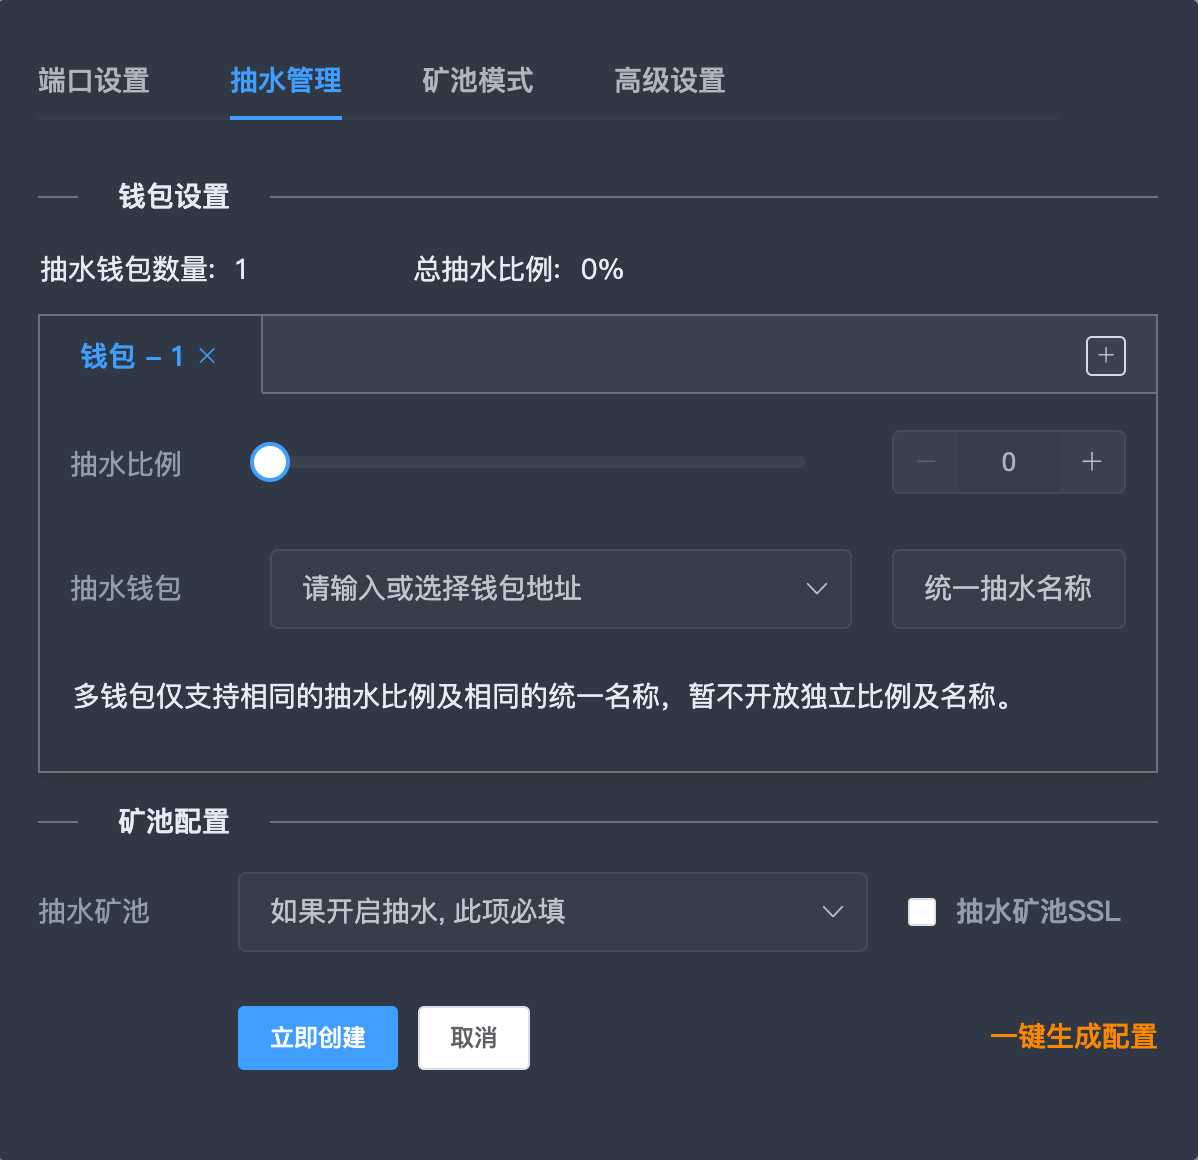 端口设置 抽水管理 矿池模式 高级设置
钱包设置
抽水钱包数量: 1 总抽水比例: 0%
钱包 – 1 ×
抽水比例 0
抽水钱包 请输入或选择钱包地址 统一抽水名称
多钱包仅支持相同的抽水比例及相同的统一名称，暂不开放独立比例及名称。
矿池配置
抽水矿池 如果开启抽水, 此项必填 抽水矿池SSL
立即创建 取消 一键生成配置